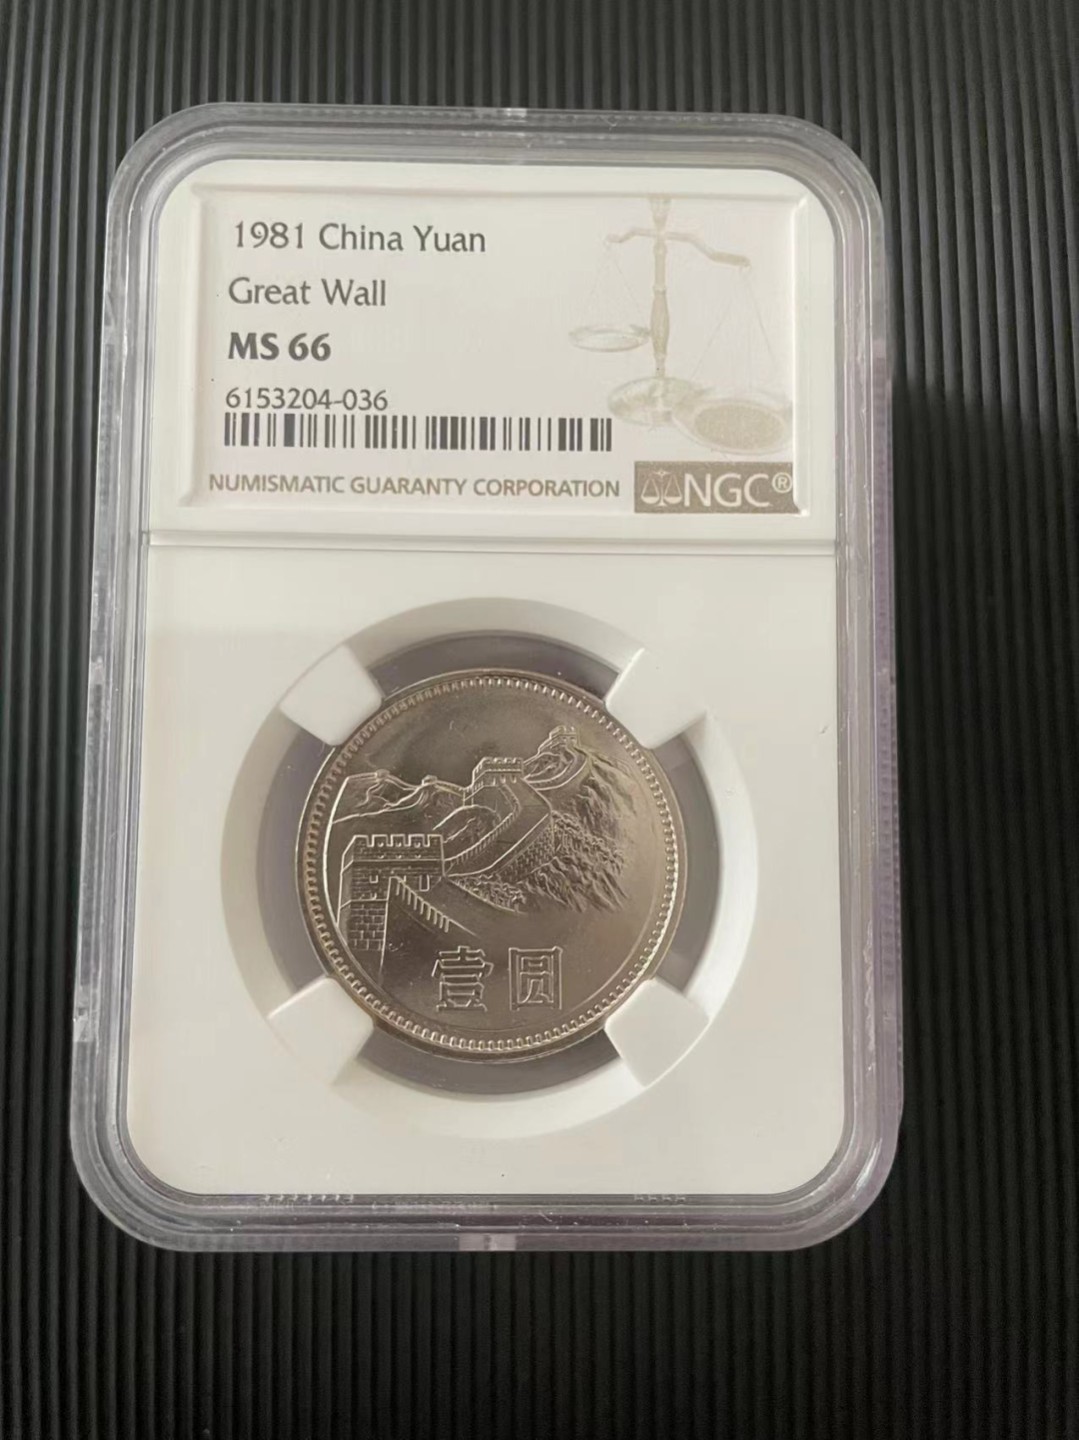 1981 China Yuan
Great Wall
MS 66
6153204-036
NUMISMATIC GUARANTY CORPORATION NGC®
壹圆